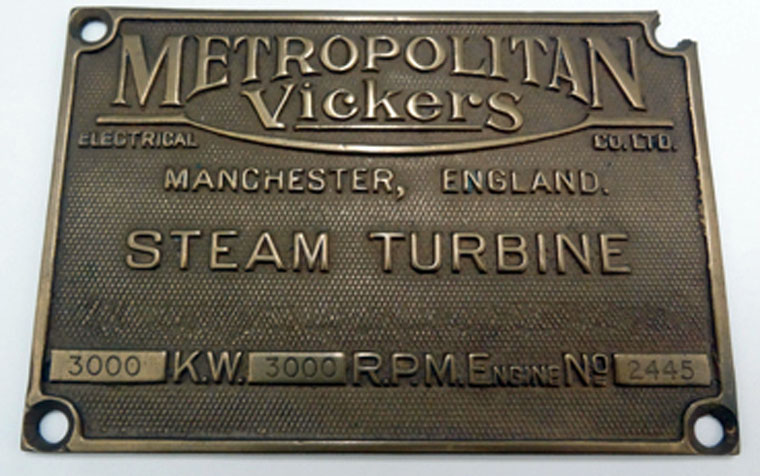 METROPOLITAN
Vickers
ELECTRICAL CO. LTD.
MANCHESTER, ENGLAND.
STEAM TURBINE
3000 K.W. 3000 R.P.M. ENGINE No 2445